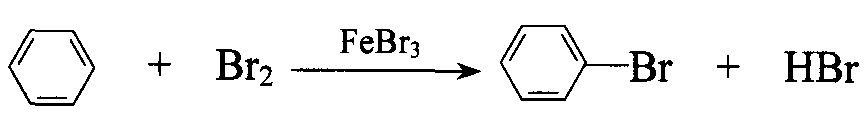 FeBr₃
+ Br₂ Br + HBr